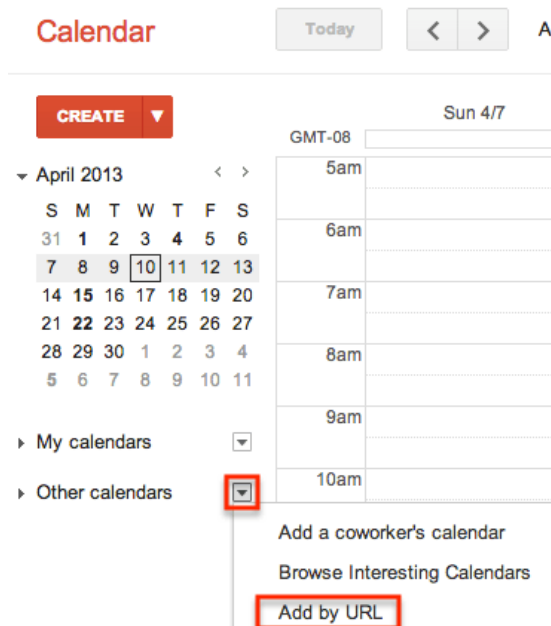 Calendar
Today
A
CREATE
Sun 4/7
GMT-08
April 2013
S M T W T F S
31 1 2 3 4 5 6
7 8 9 10 11 12 13
14 15 16 17 18 19 20
21 22 23 24 25 26 27
28 29 30 1 2 3 4
5 6 7 8 9 10 11
My calendars
Other calendars
5am
6am
7am
8am
9am
10am
Add a coworker's calendar
Browse Interesting Calendars
Add by URL